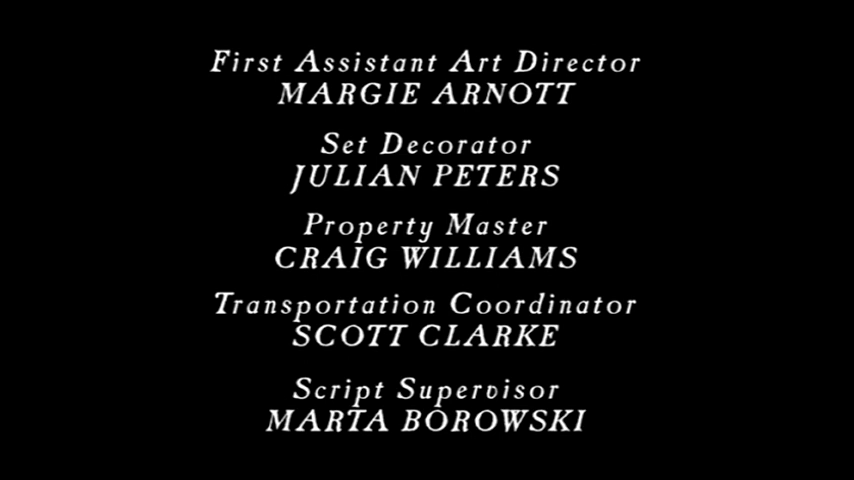 First Assistant Art Director
MARGIE ARNOTT
Set Decorator
JULIAN PETERS
Property Master
CRAIG WILLIAMS
Transportation Coordinator
SCOTT CLARKE
Script Supervisor
MARTA BOROWSKI